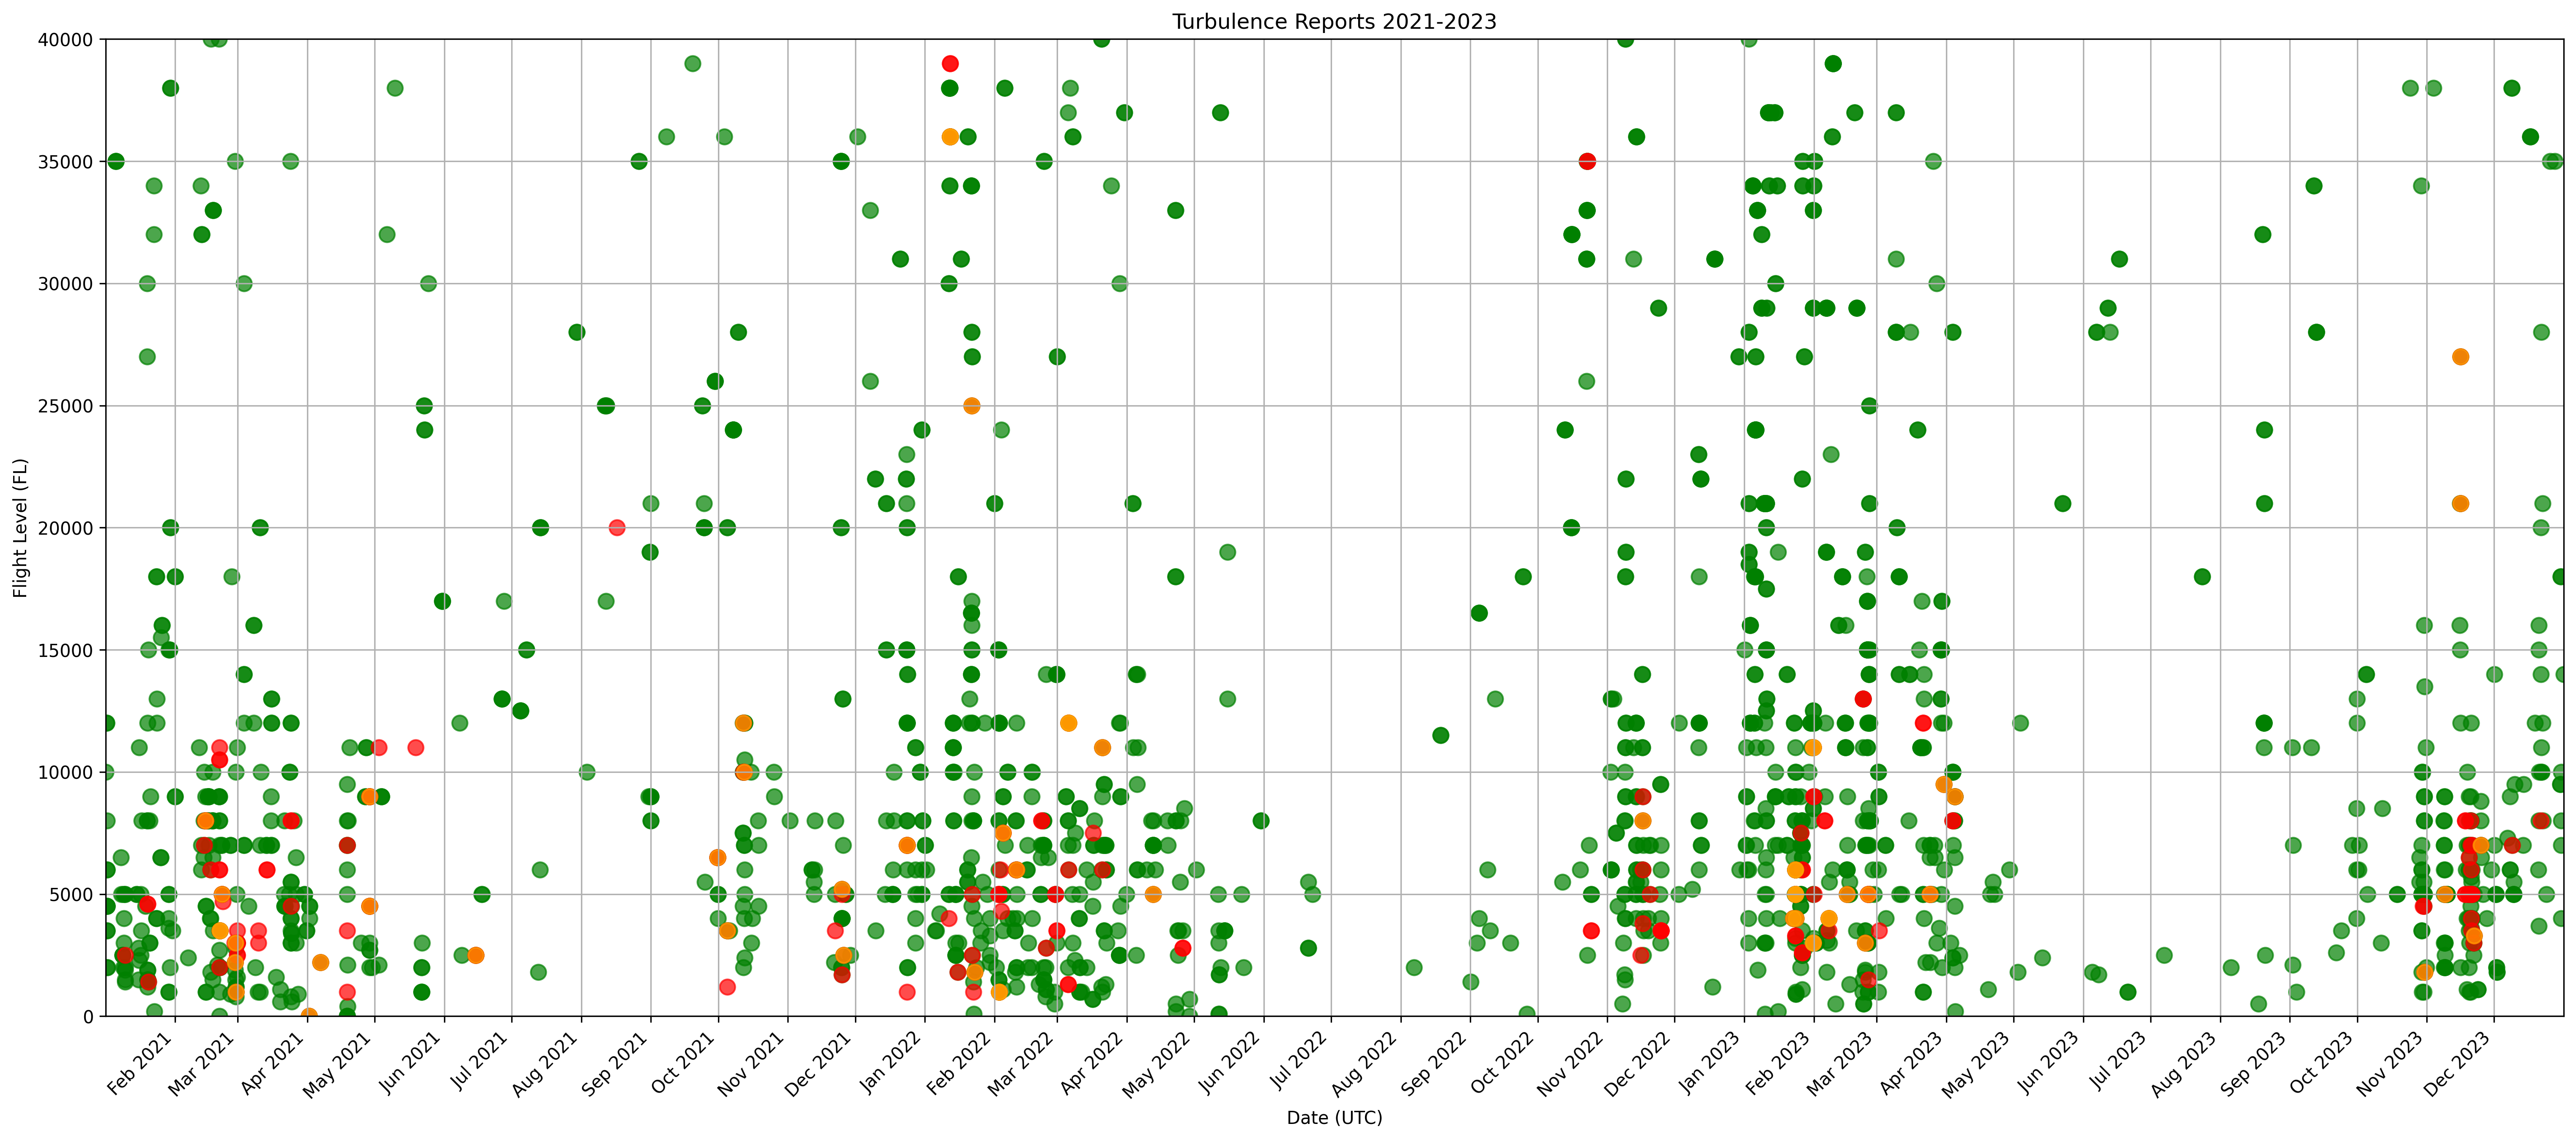 Turbulence Reports 2021-2023
Flight Level (FL)
40000
35000
30000
25000
20000
15000
10000
5000
0
Feb 2021
Mar 2021
Apr 2021
May 2021
Jun 2021
Jul 2021
Aug 2021
Sep 2021
Oct 2021
Nov 2021
Dec 2021
Jan 2022
Feb 2022
Mar 2022
Apr 2022
May 2022
Jun 2022
Jul 2022
Aug 2022
Sep 2022
Oct 2022
Nov 2022
Dec 2022
Jan 2023
Feb 2023
Mar 2023
Apr 2023
May 2023
Jun 2023
Jul 2023
Aug 2023
Sep 2023
Oct 2023
Nov 2023
Dec 2023
Date (UTC)